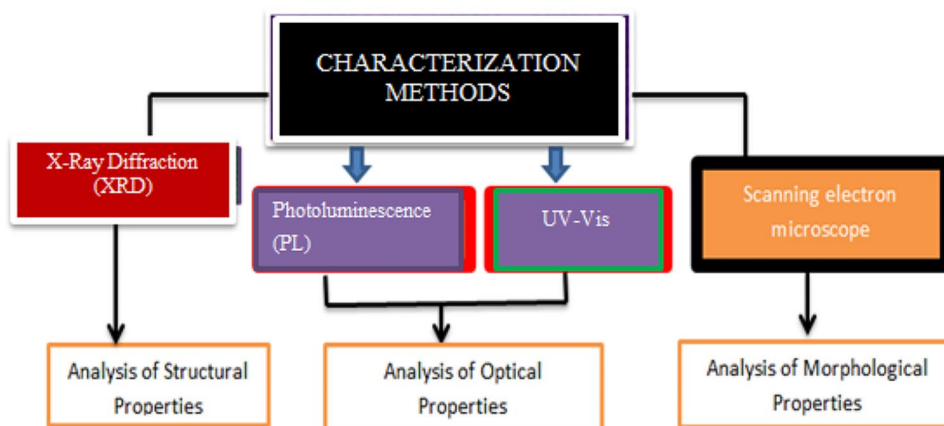 CHARACTERIZATION
METHODS
X-Ray Diffraction
(XRD)
Photoluminescence
(PL)
UV-Vis
Scanning electron
microscope
Analysis of Structural
Properties
Analysis of Optical
Properties
Analysis of Morphological
Properties